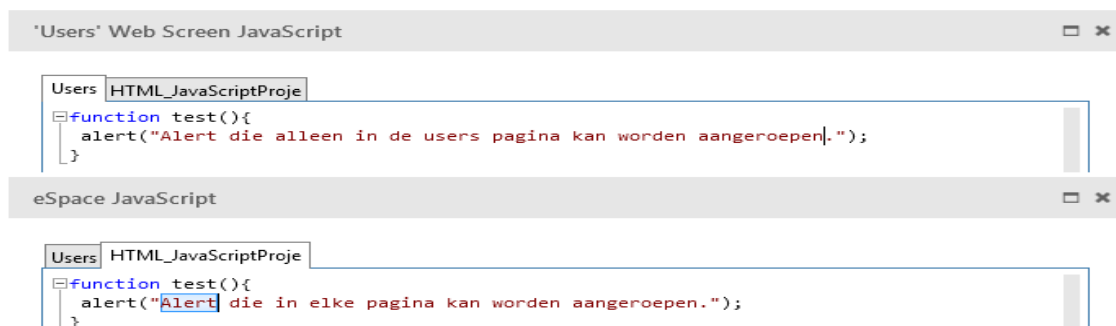 'Users' Web Screen JavaScript
Users HTML_JavaScriptProje
function test(){
alert("Alert die alleen in de users pagina kan worden aangeroepen.");
}
eSpace JavaScript
Users HTML_JavaScriptProje
function test(){
alert("Alert die in elke pagina kan worden aangeroepen.");
}